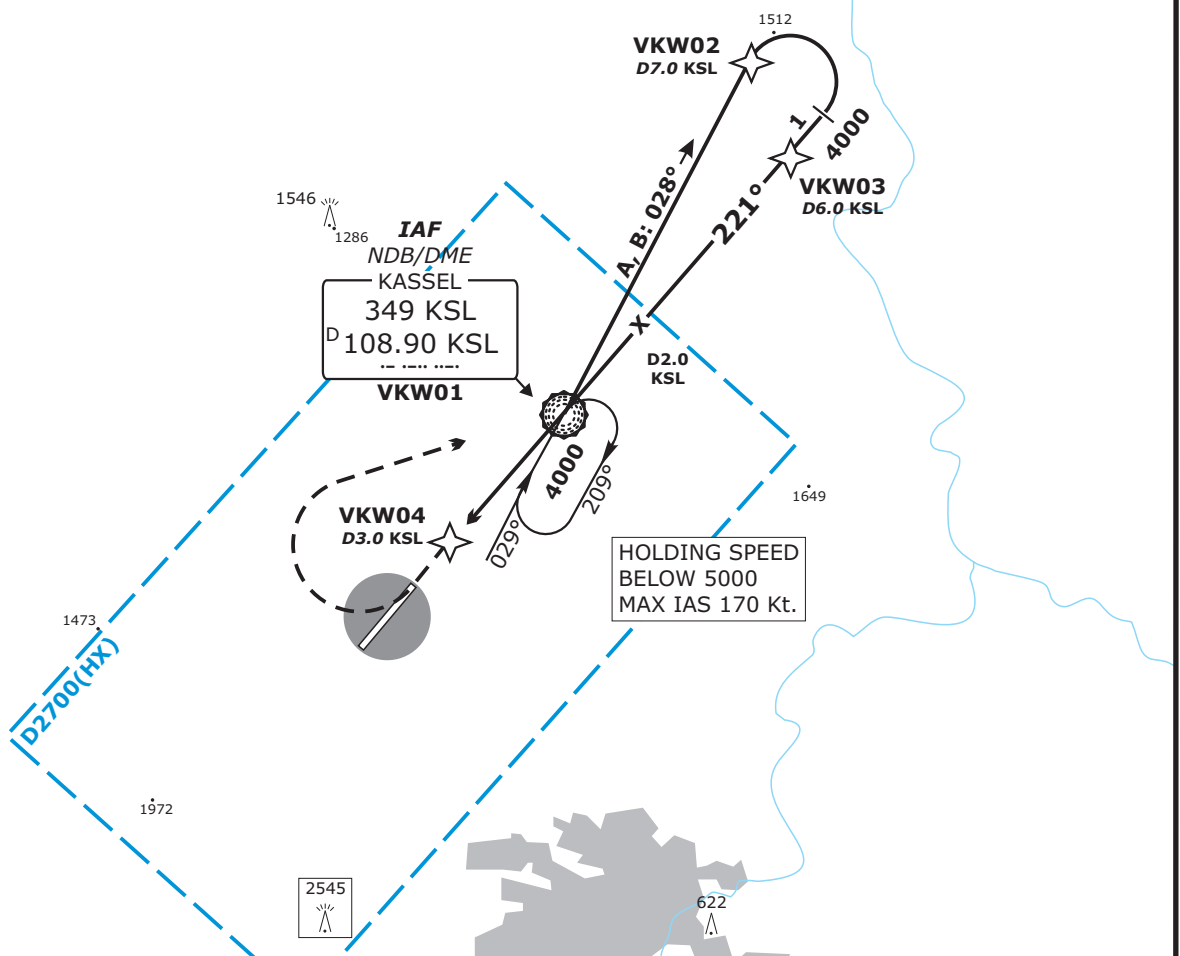 1512
VKW02
D7.0 KSL
1
4000
VKW03
D6.0 KSL
221°
A, B: 028°
1546
1286
IAF
NDB/DME
KASSEL
349 KSL
D 108.90 KSL
.- .-.. ..-.
VKW01
X
D2.0
KSL
4000
209°
029°
VKW04
D3.0 KSL
1649
HOLDING SPEED
BELOW 5000
MAX IAS 170 Kt.
1473
D2700(HX)
1972
2545
622